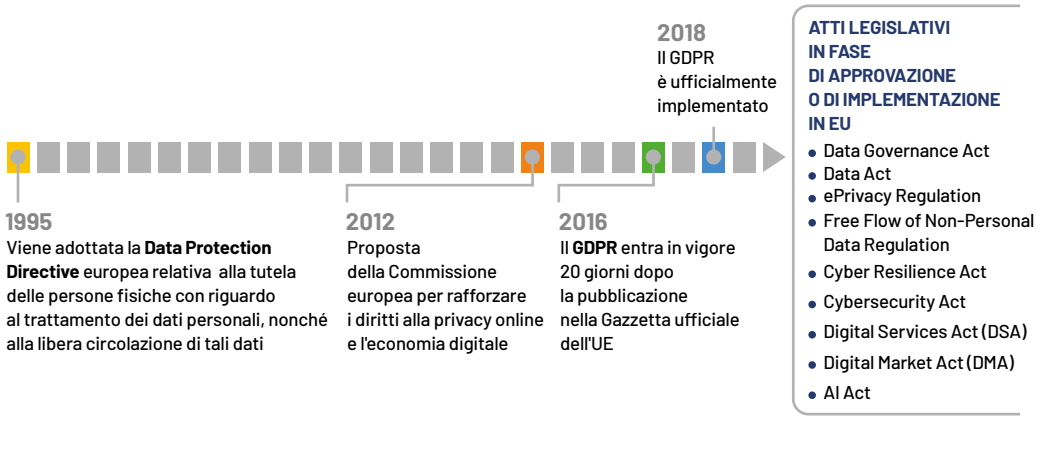 2018
Il GDPR
è ufficialmente
implementato
1995
Viene adottata la Data Protection
Directive europea relativa alla tutela
delle persone fisiche con riguardo
al trattamento dei dati personali, nonché
alla libera circolazione di tali dati
2012
Proposta
della Commissione
europea per rafforzare
i diritti alla privacy online
e l'economia digitale
2016
Il GDPR entra in vigore
20 giorni dopo
la pubblicazione
nella Gazzetta ufficiale
dell'UE
ATTI LEGISLATIVI
IN FASE
DI APPROVAZIONE
O DI IMPLEMENTAZIONE
IN EU
Data Governance Act
Data Act
ePrivacy Regulation
Free Flow of Non-Personal
Data Regulation
Cyber Resilience Act
Cybersecurity Act
Digital Services Act (DSA)
Digital Market Act (DMA)
AI Act